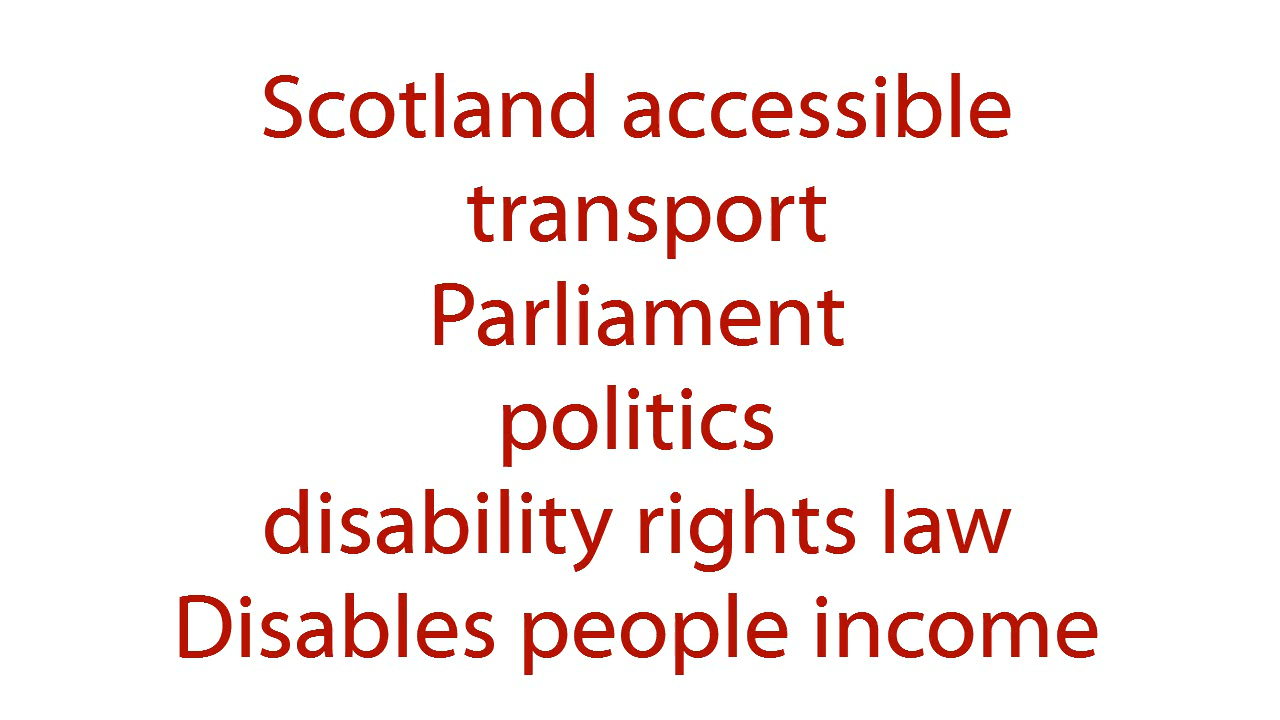 Scotland accessible
transport
Parliament
politics
disability rights law
Disables people income